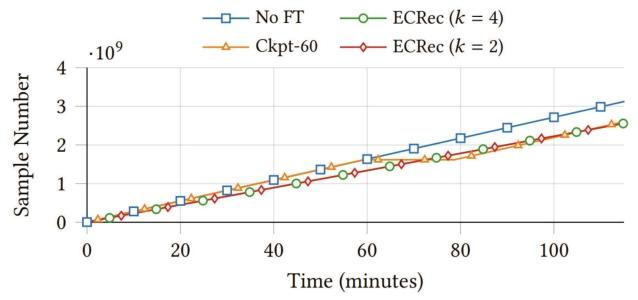 No FT
ECRec (k = 4)
Ckpt-60
ECRec (k = 2)
·10⁹
4
3
2
1
0
Sample Number
0 20 40 60 80 100
Time (minutes)